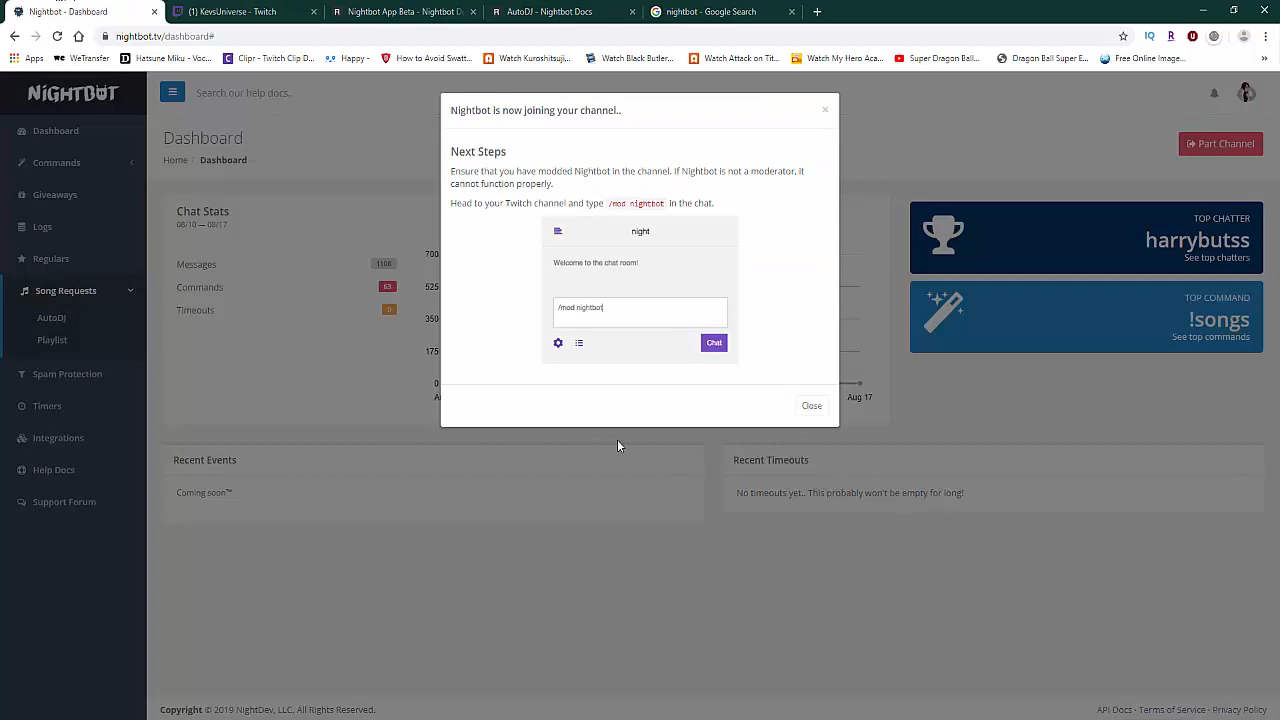 Nightbot - Dashboard
(1) KevsUniverse - Twitch
Nightbot App Beta - Nightbot D
AutoDJ - Nightbot Docs
nightbot - Google Search
nightbot.tv/dashboard#
Apps
WeTransfer
Hatsune Miku - Voc...
Clipr - Twitch Clip D...
Happy -
How to Avoid Swatt...
Watch Kuroshitsuji...
Watch Black Butler...
Watch Attack on Tit...
Watch My Hero Aca...
Super Dragon Ball...
Dragon Ball Super E...
Free Online Image...
NIGHTBOT
Search our help docs..
Dashboard
Home
Dashboard
Part Channel
Dashboard
Commands
Giveaways
Logs
Regulars
Song Requests
AutoDJ
Playlist
Spam Protection
Timers
Integrations
Help Docs
Support Forum
Chat Stats
08/10 — 08/17
Messages
1108
Commands
63
Timeouts
0
700
525
350
175
0
Aug 17
Nightbot is now joining your channel..
×
Next Steps
Ensure that you have modded Nightbot in the channel. If Nightbot is not a moderator, it
cannot function properly.
Head to your Twitch channel and type /mod nightbot in the chat.
night
Welcome to the chat room!
/mod nightbot
Chat
Close
TOP CHATTER
harrybutss
See top chatters
TOP COMMAND
!songs
See top commands
Recent Events
Coming soon™
Recent Timeouts
No timeouts yet.. This probably won't be empty for long!
Copyright © 2019 NightDev, LLC. All Rights Reserved.
API Docs - Terms of Service - Privacy Policy